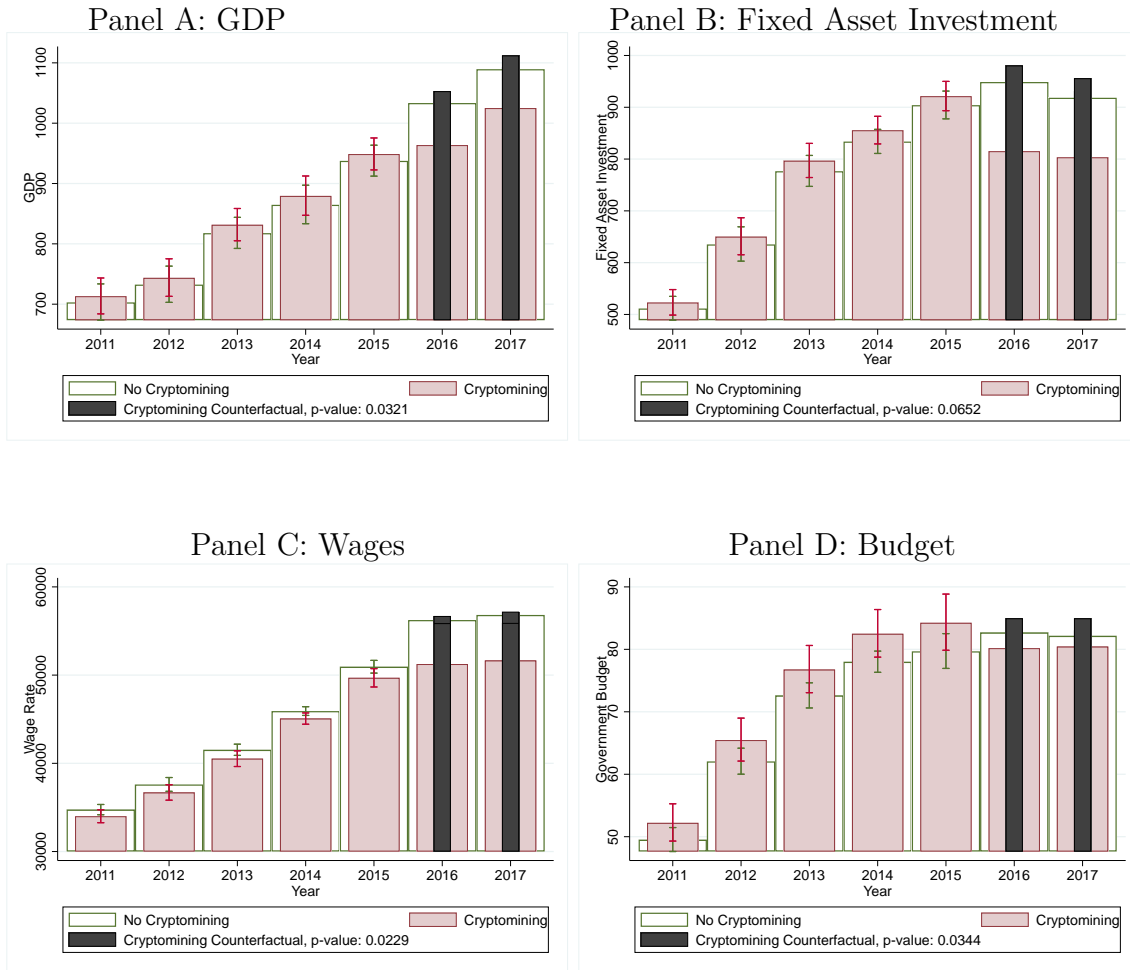 Panel A: GDP
GDP
1100
1000
900
800
700
2011 2012 2013 2014 2015 2016 2017
Year
No Cryptomining Cryptomining
Cryptomining Counterfactual, p-value: 0.0321
Panel B: Fixed Asset Investment
Fixed Asset Investment
1000
900
800
700
600
500
2011 2012 2013 2014 2015 2016 2017
Year
No Cryptomining Cryptomining
Cryptomining Counterfactual, p-value: 0.0652
Panel C: Wages
Wage Rate
60000
50000
40000
30000
2011 2012 2013 2014 2015 2016 2017
Year
No Cryptomining Cryptomining
Cryptomining Counterfactual, p-value: 0.0229
Panel D: Budget
Government Budget
90
80
70
60
50
2011 2012 2013 2014 2015 2016 2017
Year
No Cryptomining Cryptomining
Cryptomining Counterfactual, p-value: 0.0344